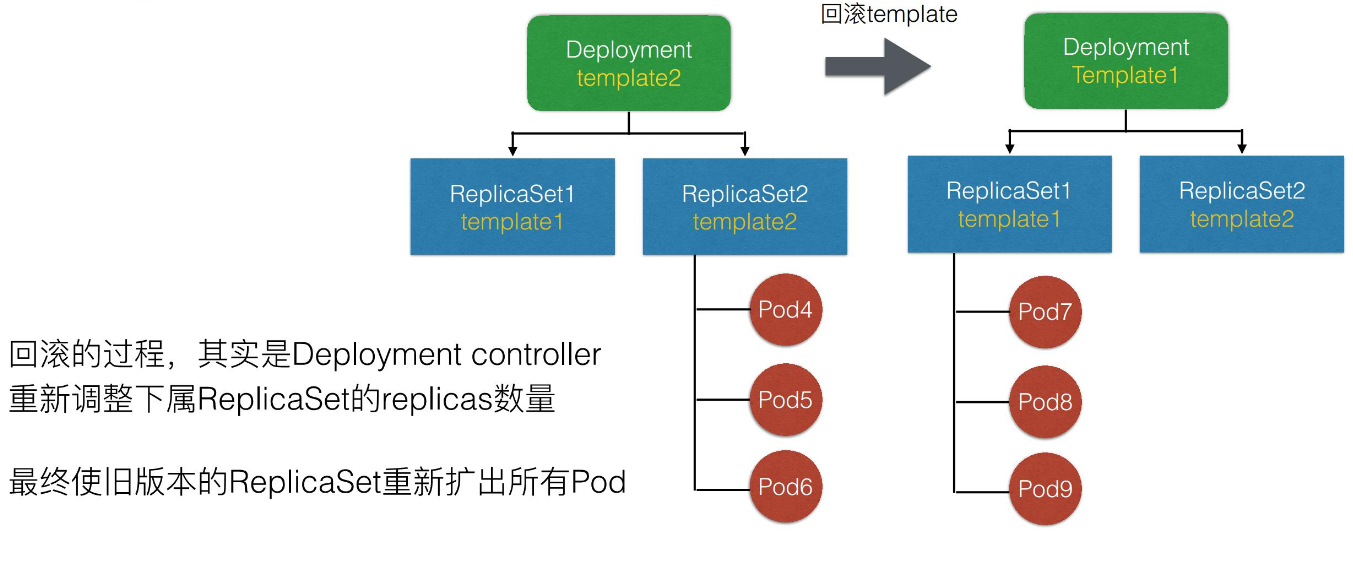 回滚template
Deployment
template2
Deployment
Template1
ReplicaSet1
template1
ReplicaSet2
template2
ReplicaSet1
template1
ReplicaSet2
template2
Pod4
Pod7
回滚的过程，其实是Deployment controller
重新调整下属ReplicaSet的replicas数量
Pod5
Pod8
最终使旧版本的ReplicaSet重新扩出所有Pod
Pod6
Pod9